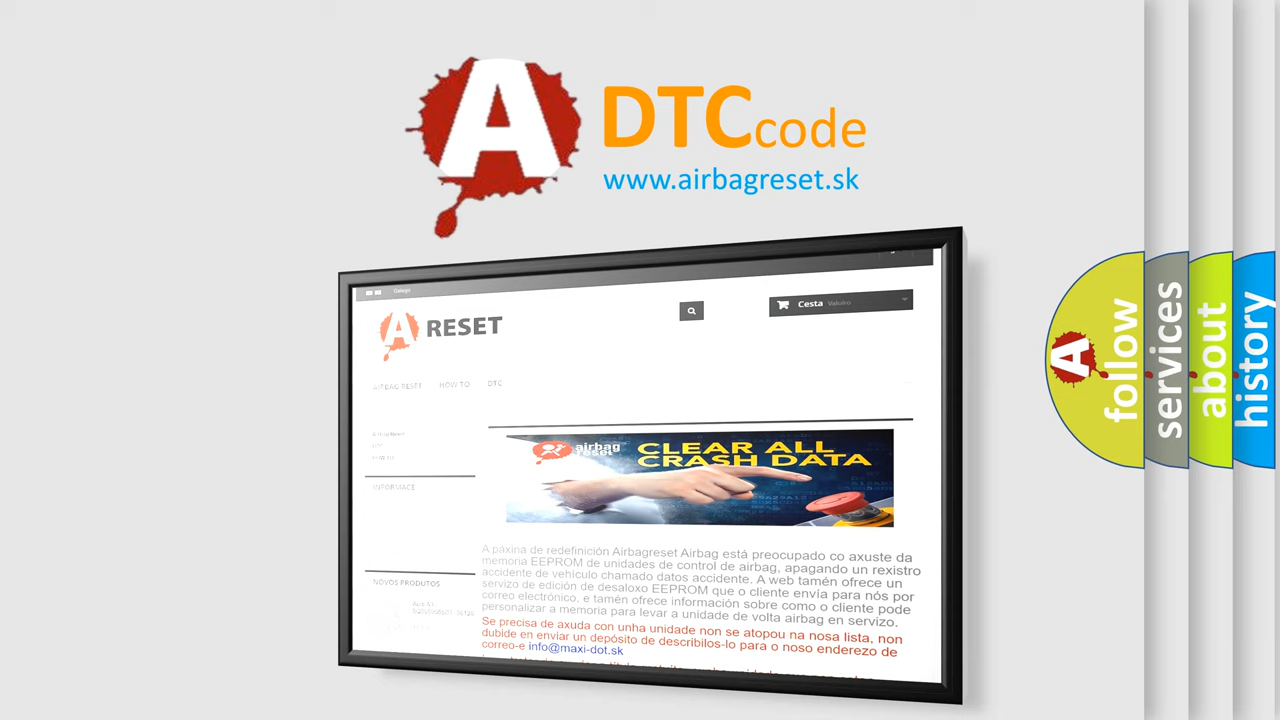 A DTCcode
www.airbagreset.sk
Galego
A RESET
Cesta Valeiro
AIRBAG RESET HOW TO DTC
INFORMACE
airbag
reset
CLEAR ALL
CRASH DATA
A páxina de redefinición Airbagreset Airbag está preocupado co axuste da
memoria EEPROM de unidades de control de airbag, apagando un rexistro
accidente de vehículo chamado datos accidente. A web tamén ofrece un
servizo de edición de desaloxo EEPROM que o cliente envía para nós por
correo electrónico, e tamén ofrece información sobre como o cliente pode
personalizar a memoria para levar a unidade de volta airbag en servizo.
Se precisa de axuda con unha unidade non se atopou na nosa lista, non
dubide en enviar un depósito de describilos-lo para o noso enderezo de
correo-e info@maxi-dot.sk
NOVOS PRODUTOS
A
follow
services
about
history